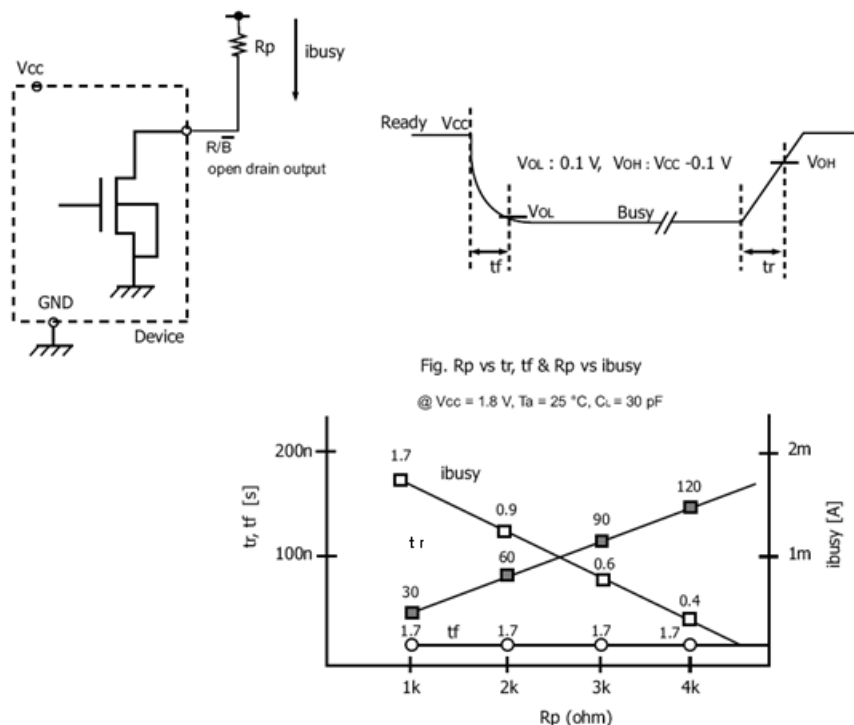 Rp
ibusy
Vcc
R/B̅
open drain output
GND
Device
Ready Vcc
VOL : 0.1 V, VOH : VCC -0.1 V
VOH
VOL
Busy
tf
tr
Fig. Rp vs tr, tf & Rp vs ibusy
@ Vcc = 1.8 V, Ta = 25 °C, CL = 30 pF
200n
100n
tr, tf [s]
2m
1m
ibusy [A]
1.7
ibusy
0.9
0.6
0.4
tr
30
60
90
120
tf
1.7
1.7
1.7
1.7
1k
2k
3k
4k
Rp (ohm)